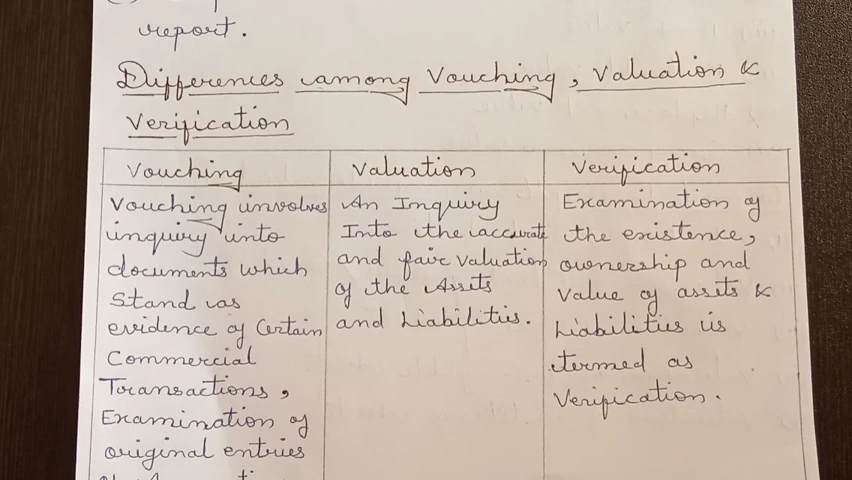 report.
Differences among Vouching, Valuation &
Verification
Vouching
Vouching involves
inquiry into
documents which
Stand as
evidence of Certain
Commercial
Transactions,
Examination of
original entries
Valuation
An Inquiry
Into the accurate
and fair valuation
of the Assets
and Liabilities.
Verification
Examination of
the existence,
ownership and
Value of assets &
Liabilities is
termed as
Verification.